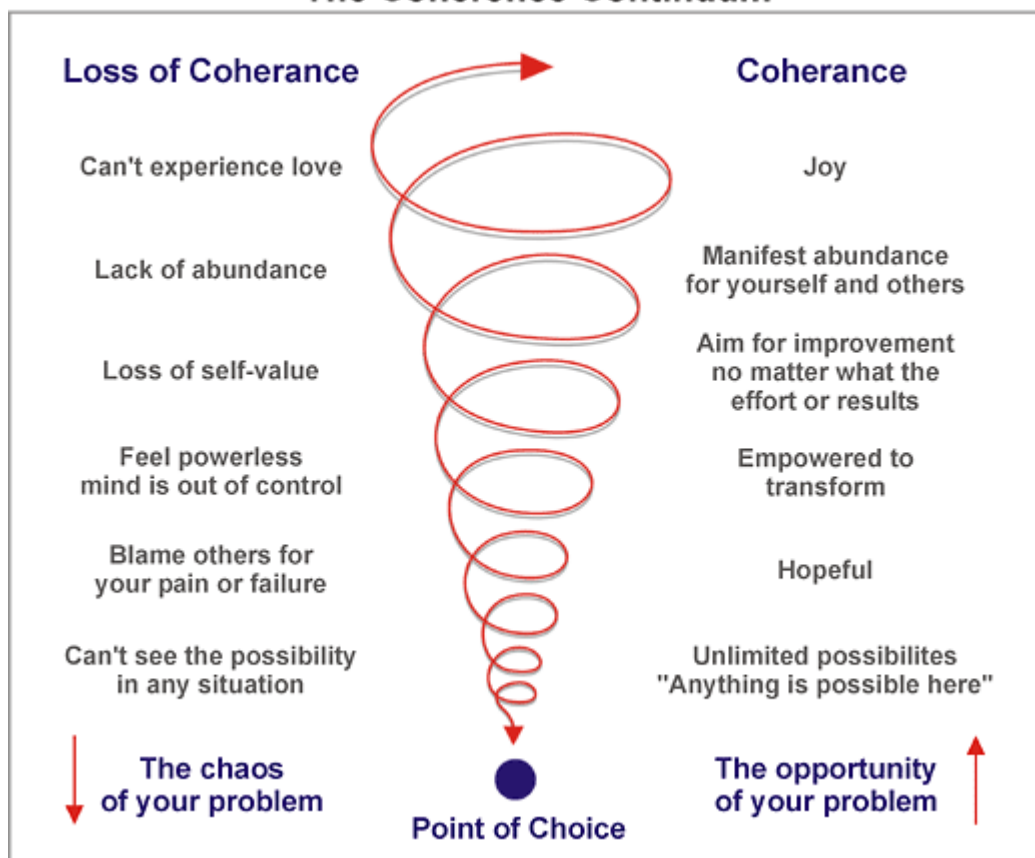 The Coherence Continuum
Loss of Coherance
Coherance
Can't experience love
Joy
Lack of abundance
Manifest abundance
for yourself and others
Loss of self-value
Aim for improvement
no matter what the
effort or results
Feel powerless
mind is out of control
Empowered to
transform
Blame others for
your pain or failure
Hopeful
Can't see the possibility
in any situation
Unlimited possibilites
"Anything is possible here"
The chaos
of your problem
The opportunity
of your problem
Point of Choice